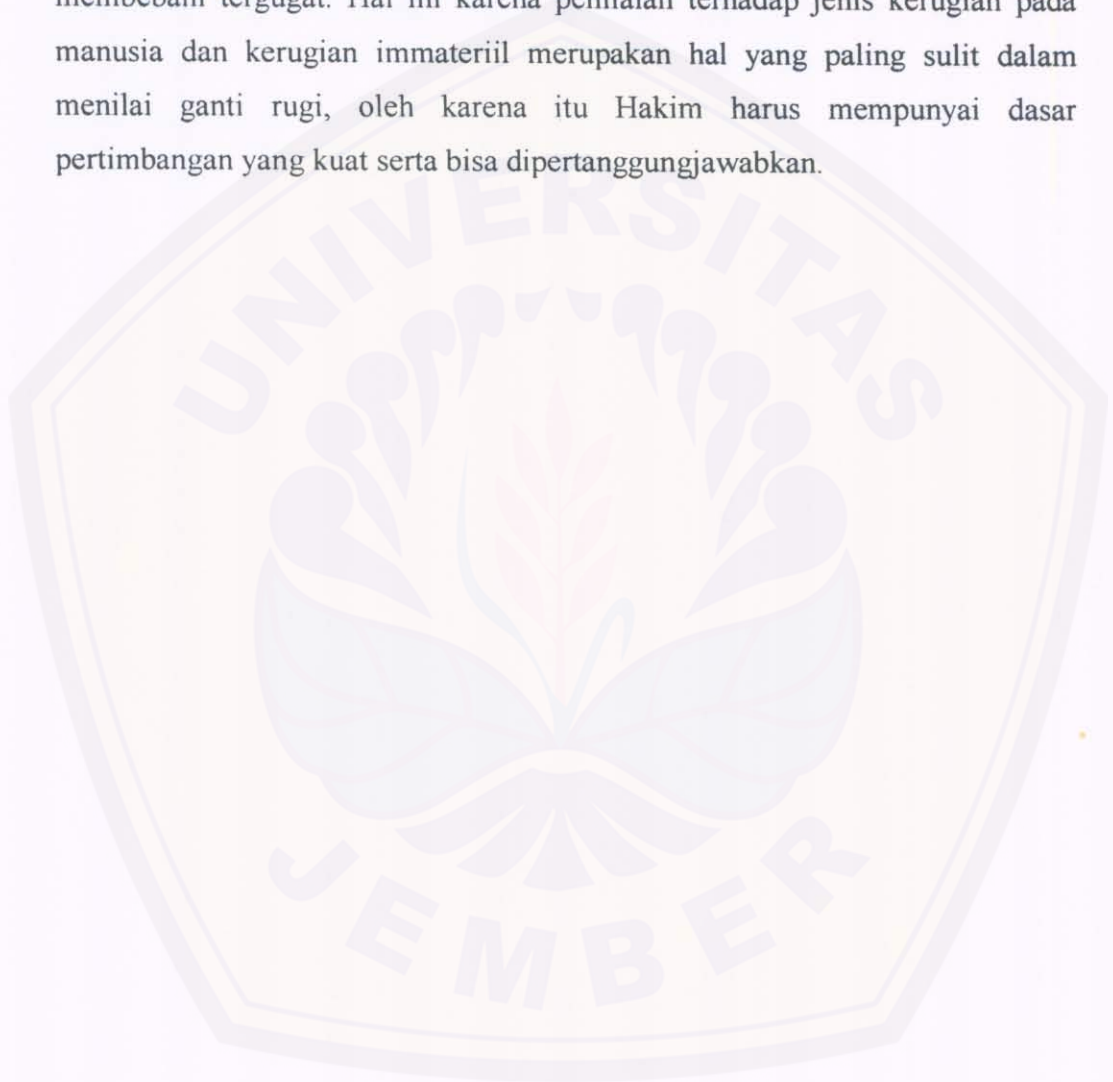 membebani tergugat. Hal ini karena penilaian terhadap jenis kerugian pada
manusia dan kerugian immateriil merupakan hal yang paling sulit dalam
menilai ganti rugi, oleh karena itu Hakim harus mempunyai dasar
pertimbangan yang kuat serta bisa dipertanggungjawabkan.
UNIVERSITAS
JEMBER